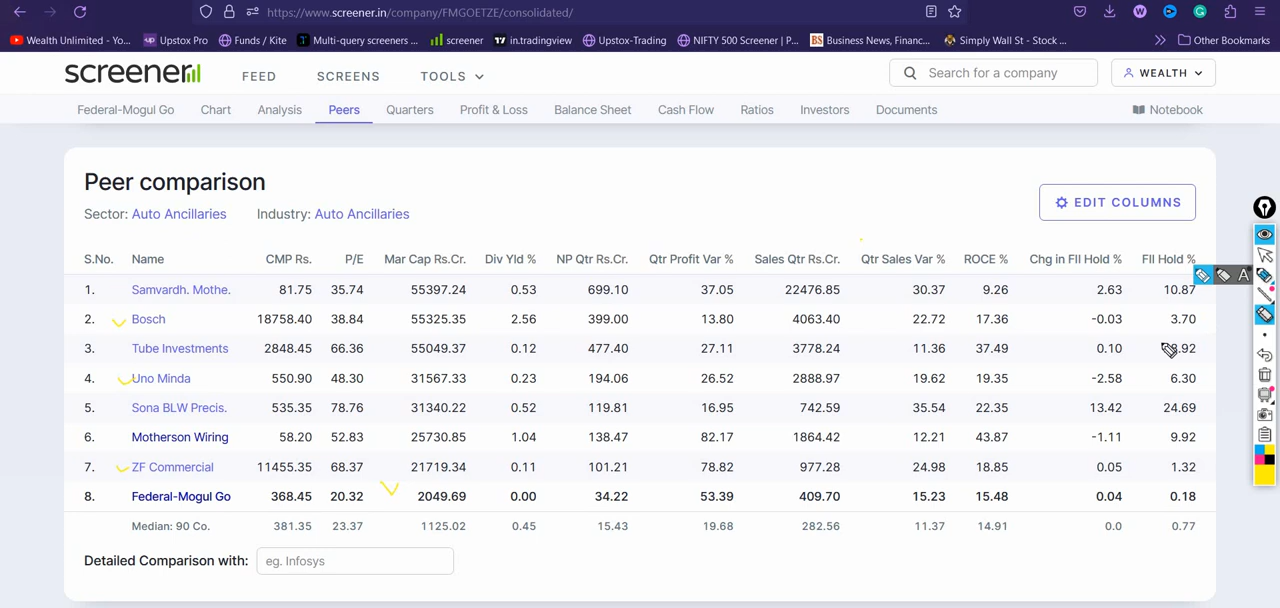 https://www.screener.in/company/FMGOETZE/consolidated/
Wealth Unlimited - Yo... Upstox Pro Funds / Kite Multi-query screeners ... screener in.tradingview Upstox-Trading NIFTY 500 Screener | P... Business News, Financ... Simply Wall St - Stock ... Other Bookmarks
screener FEED SCREENS TOOLS Search for a company WEALTH
Federal-Mogul Go Chart Analysis Peers Quarters Profit & Loss Balance Sheet Cash Flow Ratios Investors Documents Notebook
Peer comparison
Sector: Auto Ancillaries Industry: Auto Ancillaries EDIT COLUMNS
S.No. Name CMP Rs. P/E Mar Cap Rs.Cr. Div Yld % NP Qtr Rs.Cr. Qtr Profit Var % Sales Qtr Rs.Cr. Qtr Sales Var % ROCE % Chg in FII Hold % FII Hold %
1. Samvardh. Mothe. 81.75 35.74 55397.24 699.10 37.05 22476.85 30.37 9.26 2.63 10.87
2. Bosch 18758.40 38.84 55325.35 2.56 399.00 13.80 4063.40 22.72 17.36 -0.03 3.70
3. Tube Investments 2848.45 66.36 55049.37 0.12 477.40 27.11 3778.24 11.36 37.49 0.10
4. Uno Minda 550.90 48.30 31567.33 0.23 194.06 26.52 2888.97 19.62 19.35 -2.58 6.30
5. Sona BLW Precis. 535.35 78.76 31340.22 0.52 119.81 16.95 742.59 35.54 22.35 13.42 24.69
6. Motherson Wiring 58.20 52.83 25730.85 1.04 138.47 82.17 1864.42 12.21 43.87 -1.11 9.92
7. ZF Commercial 11455.35 68.37 21719.34 0.11 101.21 78.82 977.28 24.98 18.85 0.05 1.32
8. Federal-Mogul Go 368.45 20.32 2049.69 0.00 34.22 53.39 409.70 15.23 15.48 0.04 0.18
Median: 90 Co. 381.35 23.37 1125.02 0.45 15.43 19.68 282.56 11.37 14.91 0.0 0.77
Detailed Comparison with: eg. Infosys